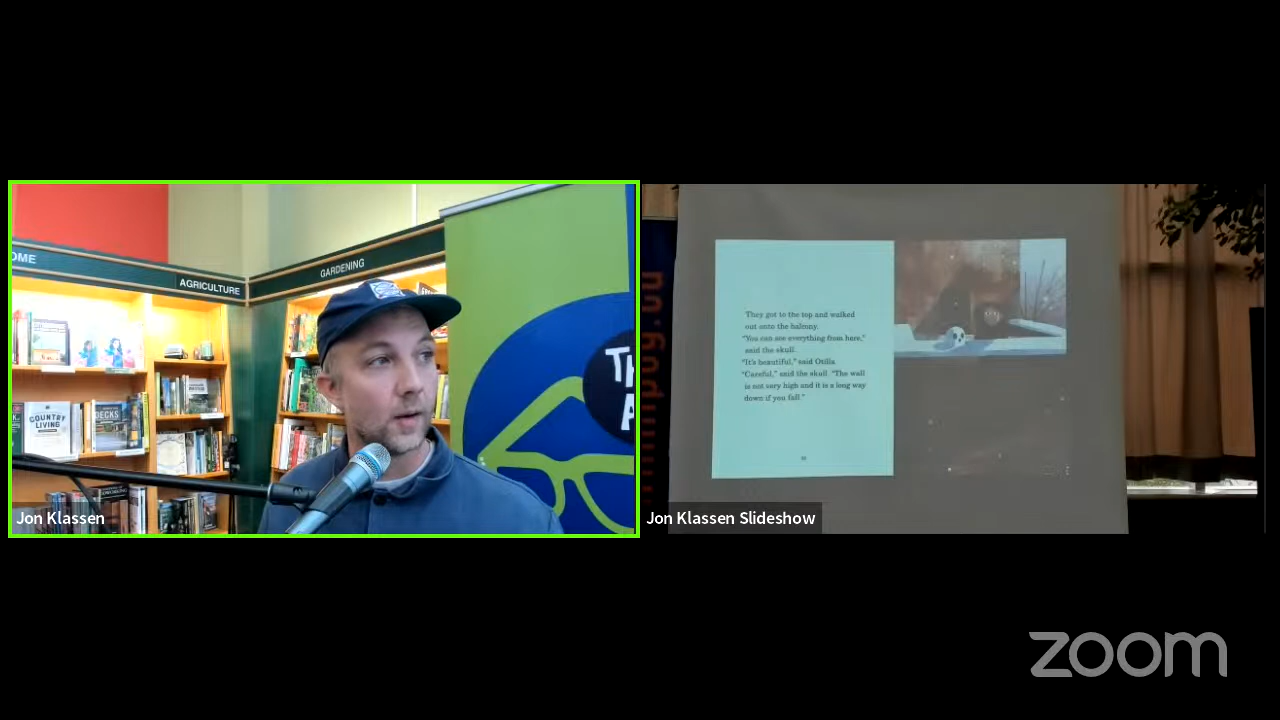 OME
AGRICULTURE
GARDENING
COUNTRY
LIVING
DECKS
TH
A
Jon Klassen
They got to the top and walked
out onto the balcony.
"You can see everything from here,"
said the skull.
"It's beautiful," said Otilla.
"Careful," said the skull. "The wall
is not very high and it is a long way
down if you fall."
Jon Klassen Slideshow
zoom